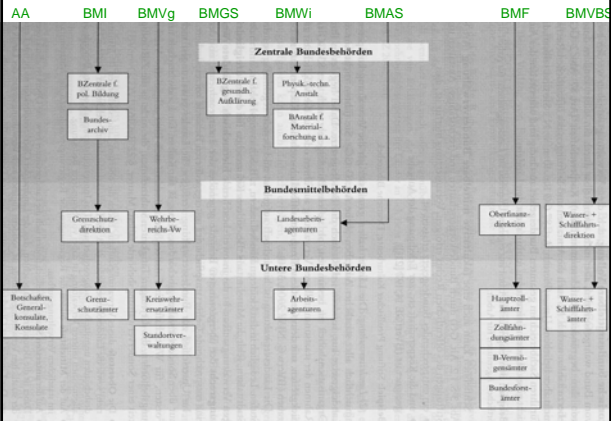 AA BMI BMVg BMGS BMWi BMAS BMF BMVBS
Zentrale Bundesbehörden
BZentrale f.
pol. Bildung
Bundes-
archiv
BZentrale f.
gesundh.
Aufklärung
Physik.-techn.
Anstalt
BAnstalt f.
Material-
forschung u.a.
Bundesmittelbehörden
Grenzschutz-
direktion
Wehrbe-
reichs-Vw
Landesarbeits-
agenturen
Oberfinanz-
direktion
Wasser- +
Schifffahrts-
direktion
Untere Bundesbehörden
Botschaften,
General-
konsulate,
Konsulate
Grenz-
schutzämter
Kreiswehr-
ersatzämter
Standortver-
waltungen
Arbeits-
agenturen
Hauptzoll-
ämter
Zollfahn-
dungsämter
B-Vermö-
gensämter
Bundesforst-
ämter
Wasser- +
Schifffahrts-
ämter